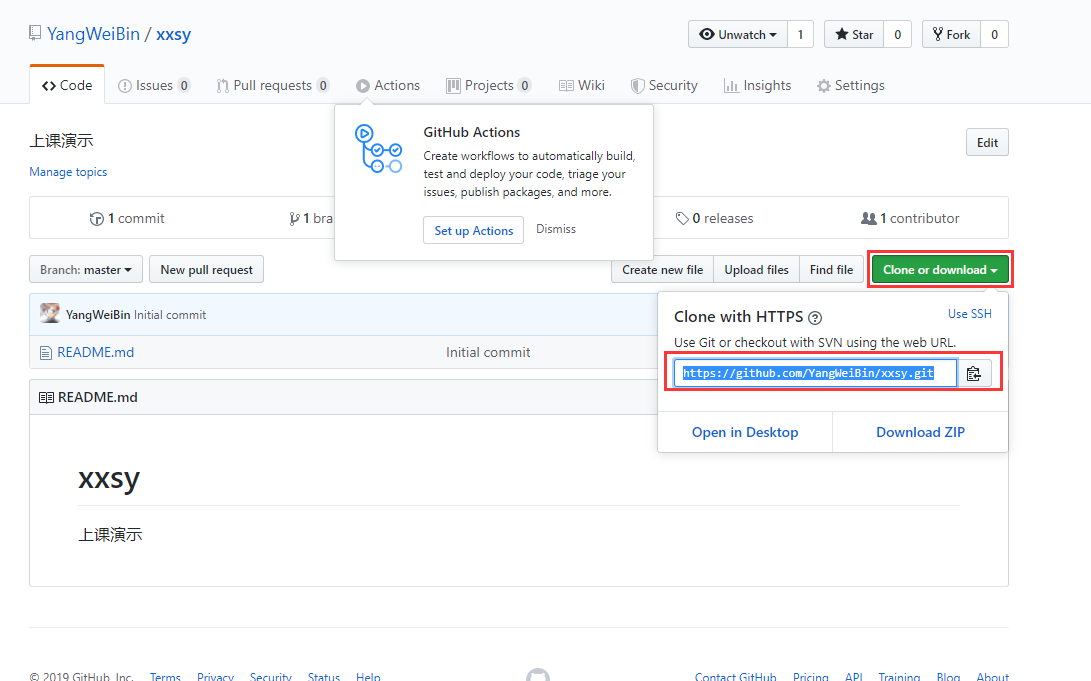 YangWeiBin / xxsy
Unwatch 1 Star 0 Fork 0
Code Issues 0 Pull requests 0 Actions Projects 0 Wiki Security Insights Settings
GitHub Actions
Create workflows to automatically build,
test and deploy your code, triage your
issues, publish packages, and more.
Set up Actions Dismiss
上课演示
Edit
Manage topics
1 commit 1 bra 0 releases 1 contributor
Branch: master New pull request Create new file Upload files Find file Clone or download
YangWeiBin Initial commit
README.md Initial commit
Clone with HTTPS Use SSH
Use Git or checkout with SVN using the web URL.
https://github.com/YangWeiBin/xxsy.git
Open in Desktop Download ZIP
README.md
xxsy
上课演示
© 2019 GitHub, Inc. Terms Privacy Security Status Help Contact GitHub Pricing API Training Blog About